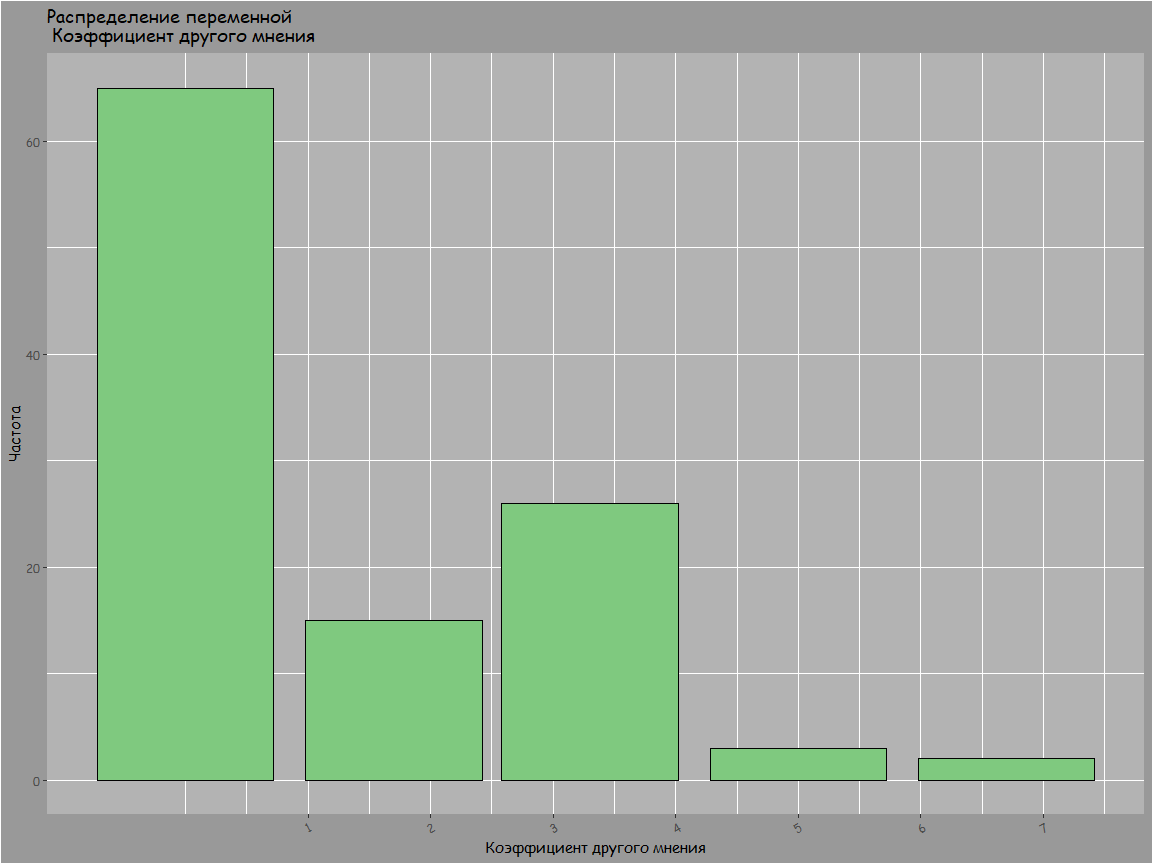 Распределение переменной
Коэффициент другого мнения
Частота
60
40
20
0
1 2 3 4 5 6 7
Коэффициент другого мнения